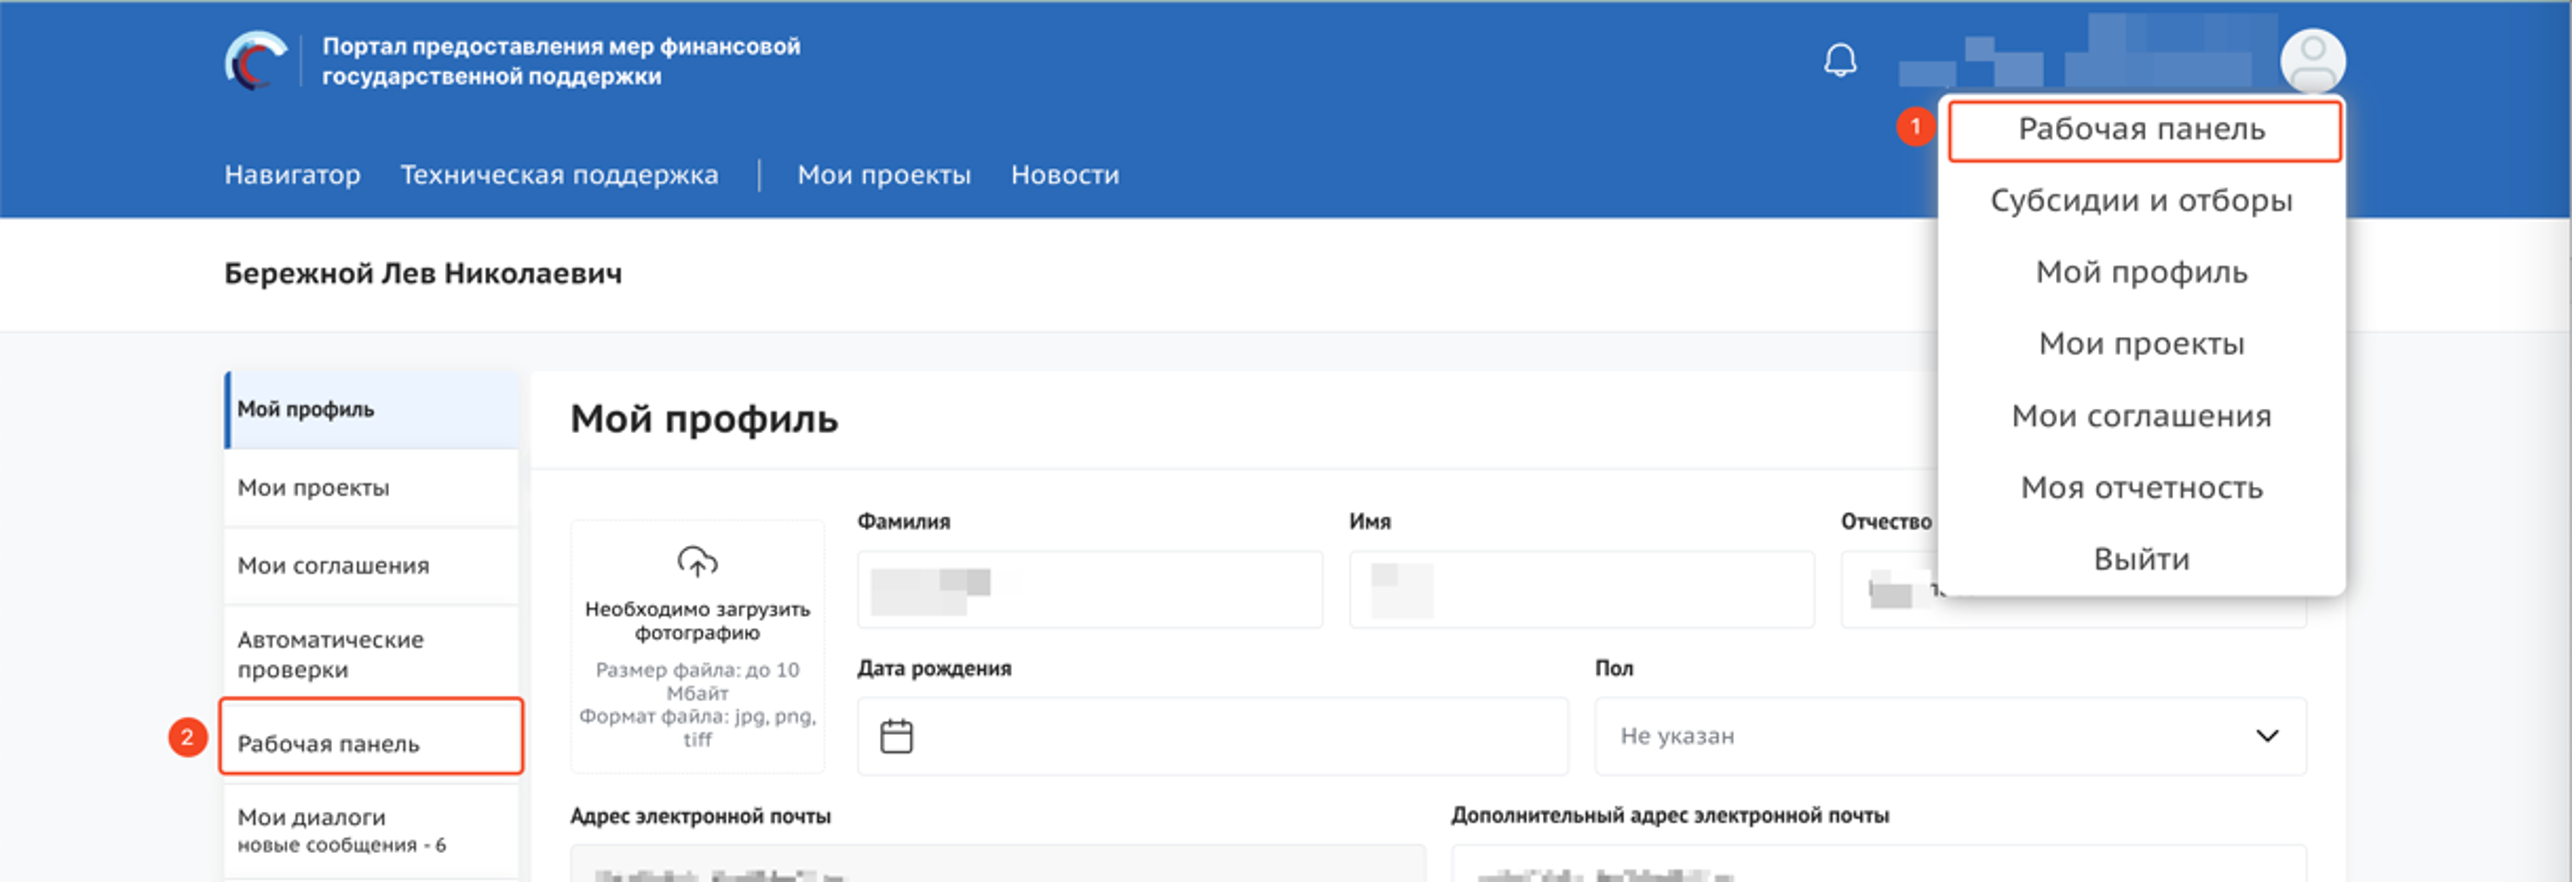 Портал предоставления мер финансовой
государственной поддержки
Навигатор Техническая поддержка Мои проекты Новости
1
Рабочая панель
Субсидии и отборы
Мой профиль
Мои проекты
Мои соглашения
Моя отчетность
Выйти
Бережной Лев Николаевич
Мой профиль
Мои проекты
Мои соглашения
Автоматические
проверки
2
Рабочая панель
Мои диалоги
новые сообщения - 6
Мой профиль
Необходимо загрузить
фотографию
Размер файла: до 10
Мбайт
Формат файла: jpg, png,
tiff
Фамилия
Имя
Отчество
Дата рождения
Пол
Не указан
Адрес электронной почты
Дополнительный адрес электронной почты